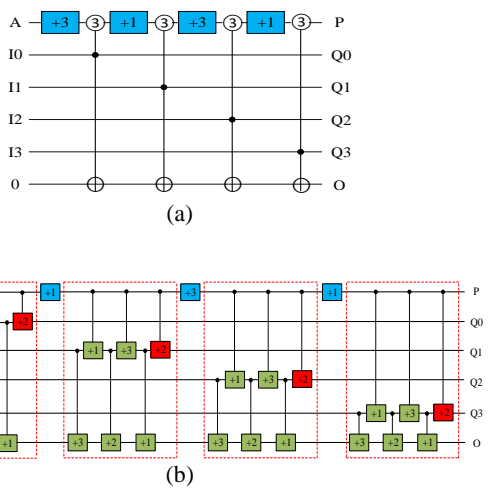 A +3 3 +1 3 +3 3 +1 3 P
I0 Q0
I1 Q1
I2 Q2
I3 Q3
0 O
(a)
+1 +3 +1 P
+2 Q0
+1 +3 +2 Q1
+1 +3 +2 Q2
+1 +3 +2 Q3
+1 +3 +2 +1 +3 +2 +1 +3 +2 +1 O
(b)